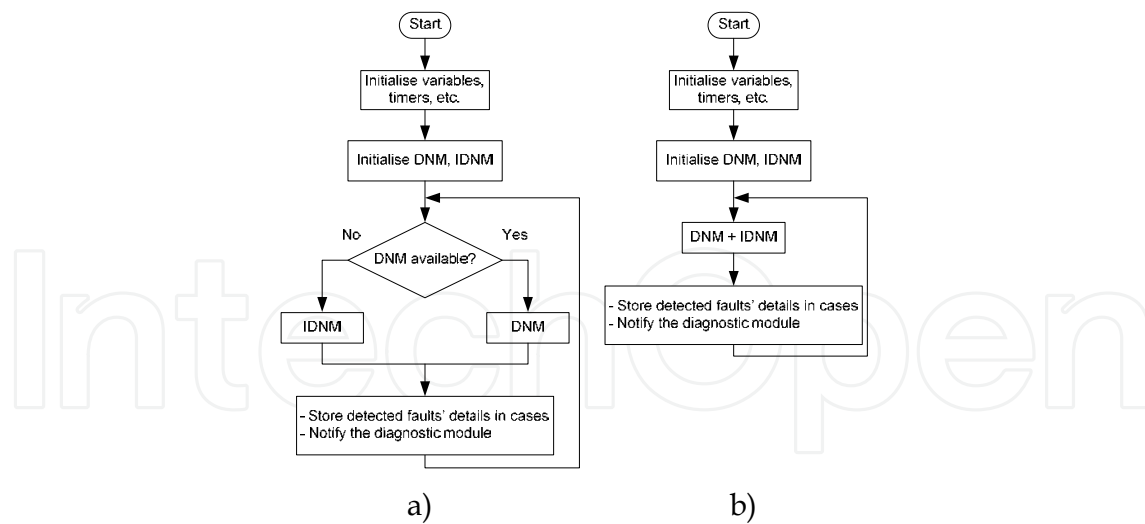 Start
Initialise variables,
timers, etc.
Initialise DNM, IDNM
No
Yes
DNM available?
IDNM
DNM
- Store detected faults' details in cases
- Notify the diagnostic module
a)
Start
Initialise variables,
timers, etc.
Initialise DNM, IDNM
DNM + IDNM
- Store detected faults' details in cases
- Notify the diagnostic module
b)
IntechOpen